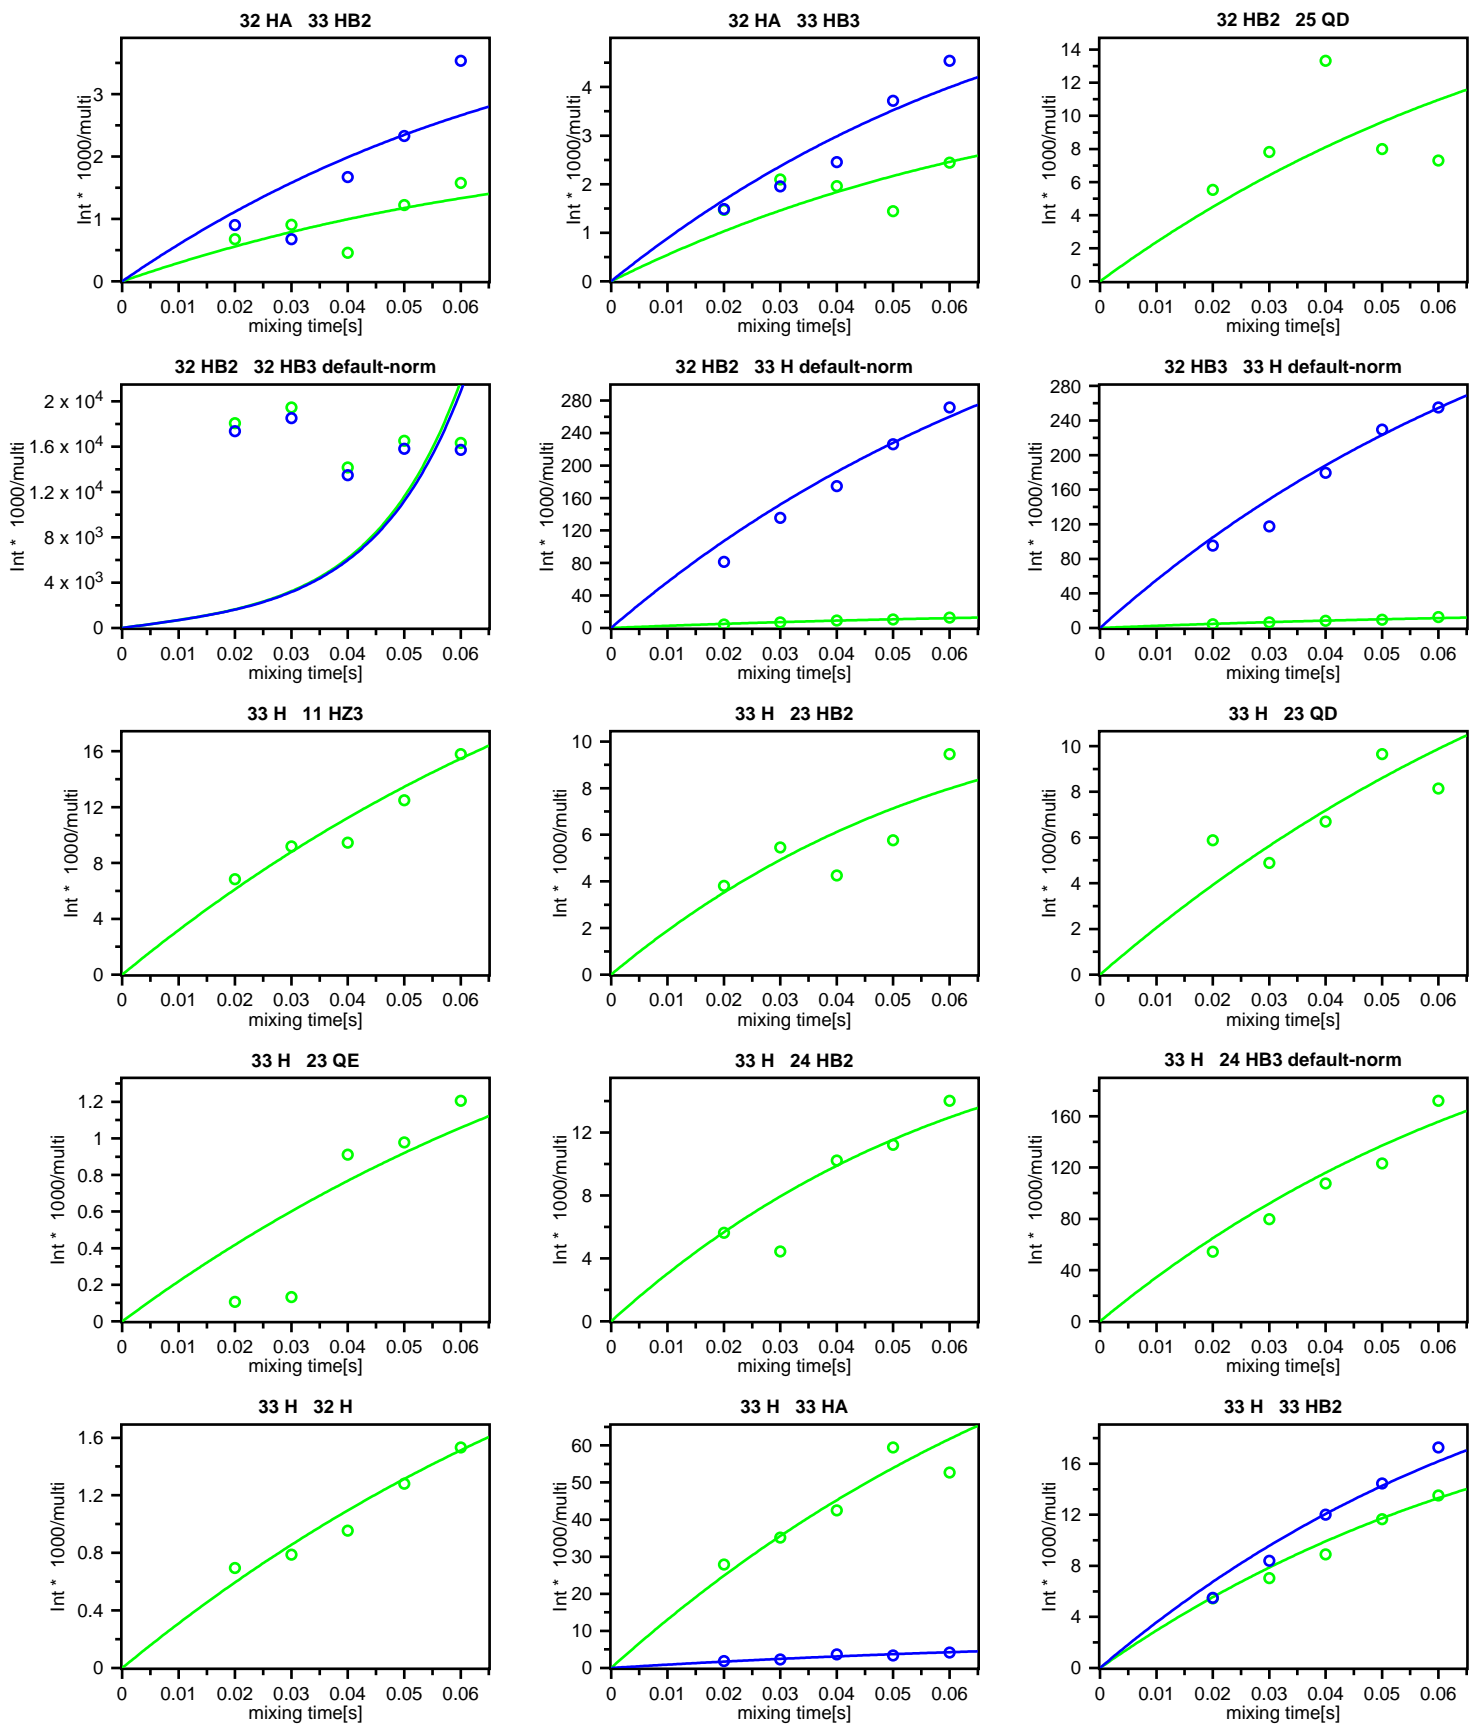 32 HA 33 HB2
32 HA 33 HB3
32 HB2 25 QD
Int * 1000/multi
3
2
1
0
0 0.01 0.02 0.03 0.04 0.05 0.06
mixing time[s]
Int * 1000/multi
4
3
2
1
0
0 0.01 0.02 0.03 0.04 0.05 0.06
mixing time[s]
Int * 1000/multi
14
12
10
8
6
4
2
0
0 0.01 0.02 0.03 0.04 0.05 0.06
mixing time[s]
32 HB2 32 HB3 default-norm
32 HB2 33 H default-norm
32 HB3 33 H default-norm
Int * 1000/multi
2 x 10^4
1.6 x 10^4
1.2 x 10^4
8 x 10^3
4 x 10^3
0
0 0.01 0.02 0.03 0.04 0.05 0.06
mixing time[s]
Int * 1000/multi
280
240
200
160
120
80
40
0
0 0.01 0.02 0.03 0.04 0.05 0.06
mixing time[s]
Int * 1000/multi
280
240
200
160
120
80
40
0
0 0.01 0.02 0.03 0.04 0.05 0.06
mixing time[s]
33 H 11 HZ3
33 H 23 HB2
33 H 23 QD
Int * 1000/multi
16
12
8
4
0
0 0.01 0.02 0.03 0.04 0.05 0.06
mixing time[s]
Int * 1000/multi
10
8
6
4
2
0
0 0.01 0.02 0.03 0.04 0.05 0.06
mixing time[s]
Int * 1000/multi
10
8
6
4
2
0
0 0.01 0.02 0.03 0.04 0.05 0.06
mixing time[s]
33 H 23 QE
33 H 24 HB2
33 H 24 HB3 default-norm
Int * 1000/multi
1.2
1
0.8
0.6
0.4
0.2
0
0 0.01 0.02 0.03 0.04 0.05 0.06
mixing time[s]
Int * 1000/multi
12
8
4
0
0 0.01 0.02 0.03 0.04 0.05 0.06
mixing time[s]
Int * 1000/multi
160
120
80
40
0
0 0.01 0.02 0.03 0.04 0.05 0.06
mixing time[s]
33 H 32 H
33 H 33 HA
33 H 33 HB2
Int * 1000/multi
1.6
1.2
0.8
0.4
0
0 0.01 0.02 0.03 0.04 0.05 0.06
mixing time[s]
Int * 1000/multi
60
50
40
30
20
10
0
0 0.01 0.02 0.03 0.04 0.05 0.06
mixing time[s]
Int * 1000/multi
16
12
8
4
0
0 0.01 0.02 0.03 0.04 0.05 0.06
mixing time[s]